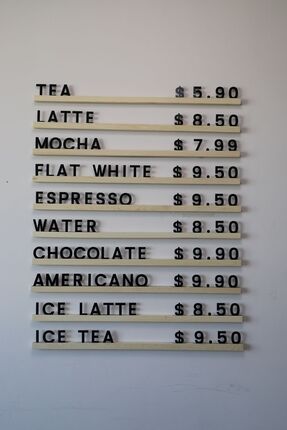 TEA $ 5.90
LATTE $ 8.50
MOCHA $ 7.99
FLAT WHITE $ 9.50
ESPRESSO $ 9.50
WATER $ 8.50
CHOCOLATE $ 9.90
AMERICANO $ 9.90
ICE LATTE $ 8.50
ICE TEA $ 9.50